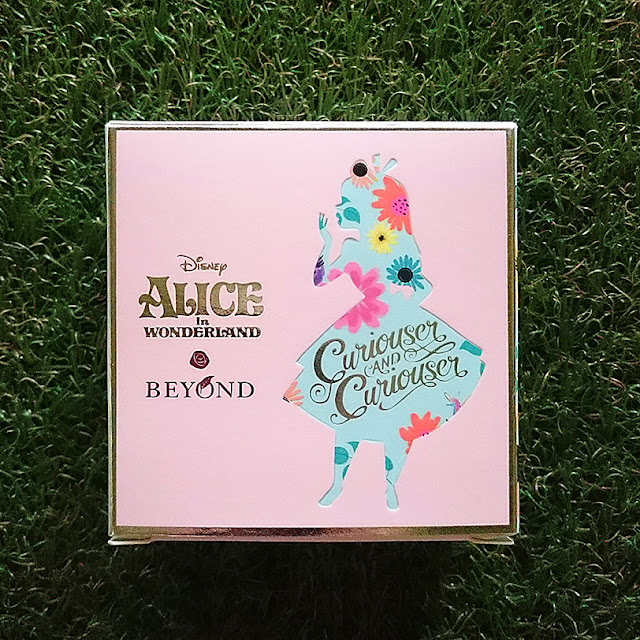 Disney
ALICE
in
WONDERLAND
BEYOND
Curiouser
AND
Curiouser